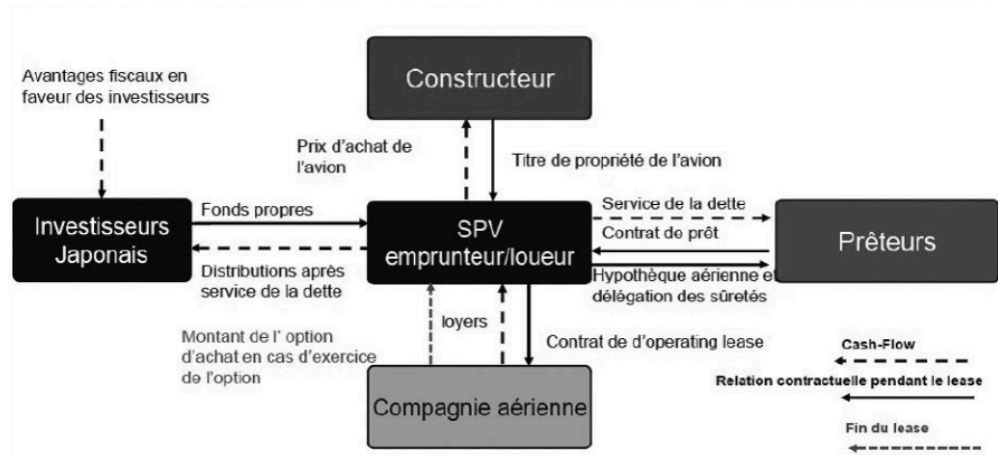 Avantages fiscaux en
faveur des investisseurs
Constructeur
Prix d'achat de
l'avion
Titre de propriété de l'avion
Investisseurs
Japonais
Fonds propres
Distributions après
service de la dette
SPV
emprunteur/loueur
Service de la dette
Contrat de prêt
Hypothèque aérienne et
délégation des sûretés
Prêteurs
Montant de l' option
d'achat en cas d'exercice
de l'option
loyers
Contrat de d'operating lease
Compagnie aérienne
Cash-Flow
Relation contractuelle pendant le lease
Fin du lease